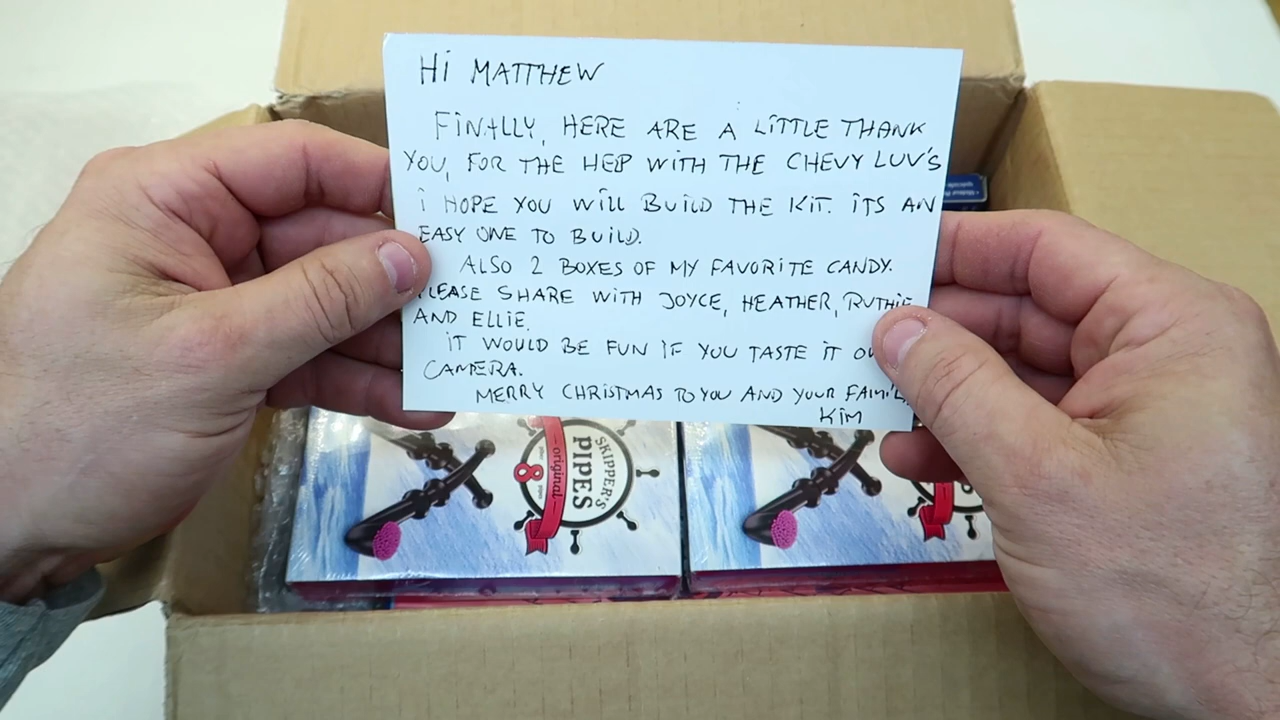 Hi MATTHEW
FiNALLY, HERE ARE A LiTTLE THANK
YOU, FOR THE HElP WiTH THE CHEVY LUV'S
i HOPE YOU WiLL BUiLD THE KiT. iTS AN
EASY ONE TO BUiLD.
ALSO 2 BOXES OF MY FAVORiTE CANDY.
PLEASE SHARE WiTH JOYCE, HEATHER, RUTHiE
AND ELLiE.
iT WOULD BE FUN iF YOU TASTE iT
CAMERA.
MERRY CHRiSTMAS TO YOU AND YOUR
KiM
SKIPPER'S
PIPES
original
8